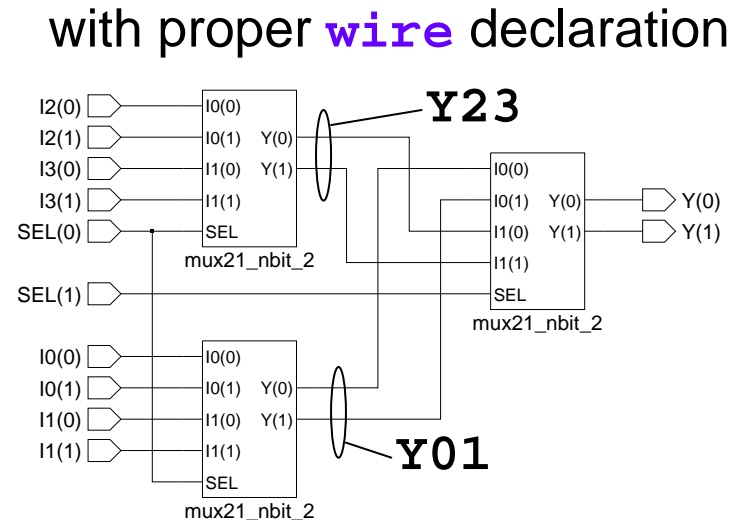 with proper wire declaration
I2(0)
I2(1)
I3(0)
I3(1)
SEL(0)
SEL(1)
I0(0)
I0(1)
I1(0)
I1(1)
I0(0)
I0(1) Y(0)
I1(0) Y(1)
I1(1)
SEL
mux21_nbit_2
Y23
I0(0)
I0(1) Y(0)
I1(0) Y(1)
I1(1)
SEL
mux21_nbit_2
Y(0)
Y(1)
I0(0)
I0(1) Y(0)
I1(0) Y(1)
I1(1)
SEL
mux21_nbit_2
Y01